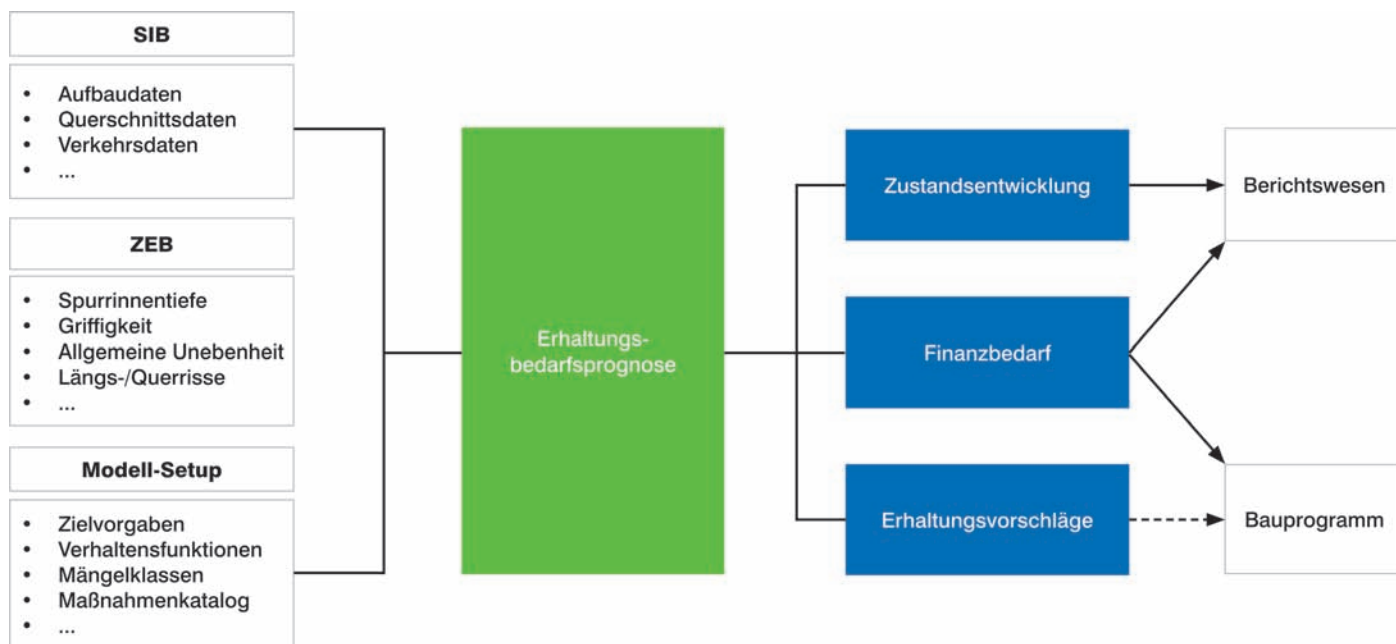 SIB
• Aufbaudaten
• Querschnittsdaten
• Verkehrsdaten
• ...
ZEB
• Spurrinnentiefe
• Griffigkeit
• Allgemeine Unebenheit
• Längs-/Querrisse
• ...
Modell-Setup
• Zielvorgaben
• Verhaltensfunktionen
• Mängelklassen
• Maßnahmenkatalog
• ...
Erhaltungs-
bedarfsprognose
Zustandsentwicklung
Finanzbedarf
Erhaltungsvorschläge
Berichtswesen
Bauprogramm